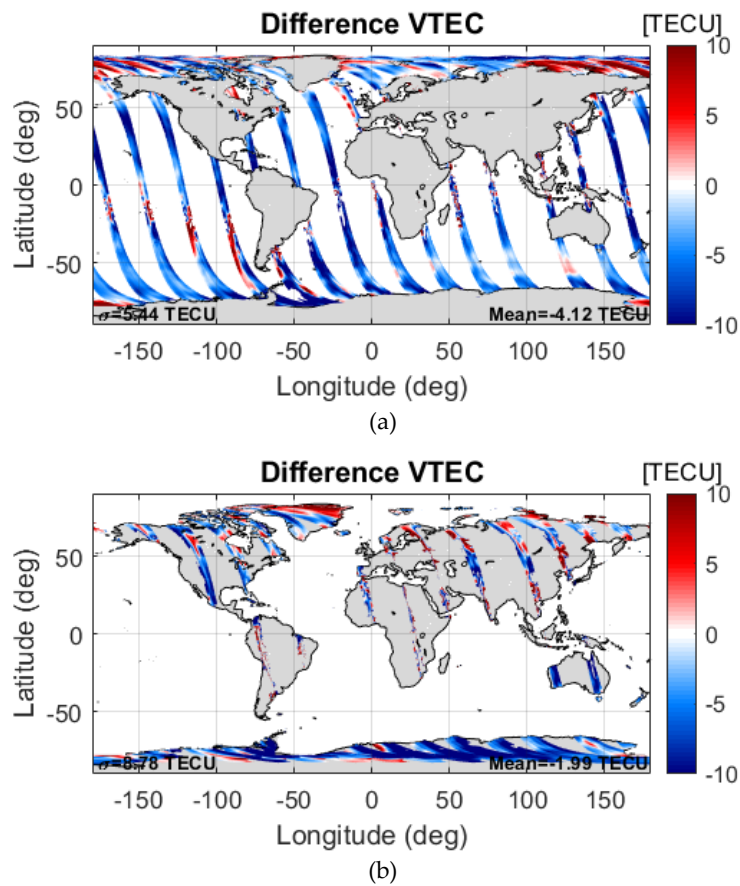 Difference VTEC
[TECU]
10
5
0
-5
-10
50
0
-50
Latitude (deg)
σ=5.44 TECU
Mean=-4.12 TECU
-150 -100 -50 0 50 100 150
Longitude (deg)
(a)
Difference VTEC
[TECU]
10
5
0
-5
-10
50
0
-50
Latitude (deg)
σ=8.78 TECU
Mean=-1.99 TECU
-150 -100 -50 0 50 100 150
Longitude (deg)
(b)